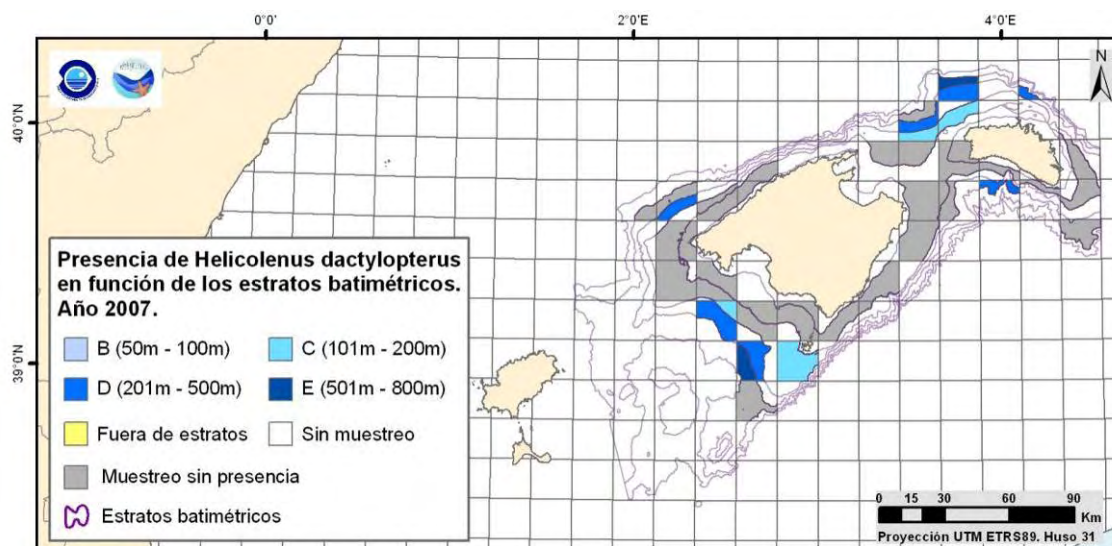 0°0'
2°0'E
4°0'E
40°0'N
39°0'N
N
Presencia de Helicolenus dactylopterus
en función de los estratos batimétricos.
Año 2007.
B (50m - 100m) C (101m - 200m)
D (201m - 500m) E (501m - 800m)
Fuera de estratos Sin muestreo
Muestreo sin presencia
Estratos batimétricos
0 15 30 60 90
Km
Proyección UTM ETRS89. Huso 31